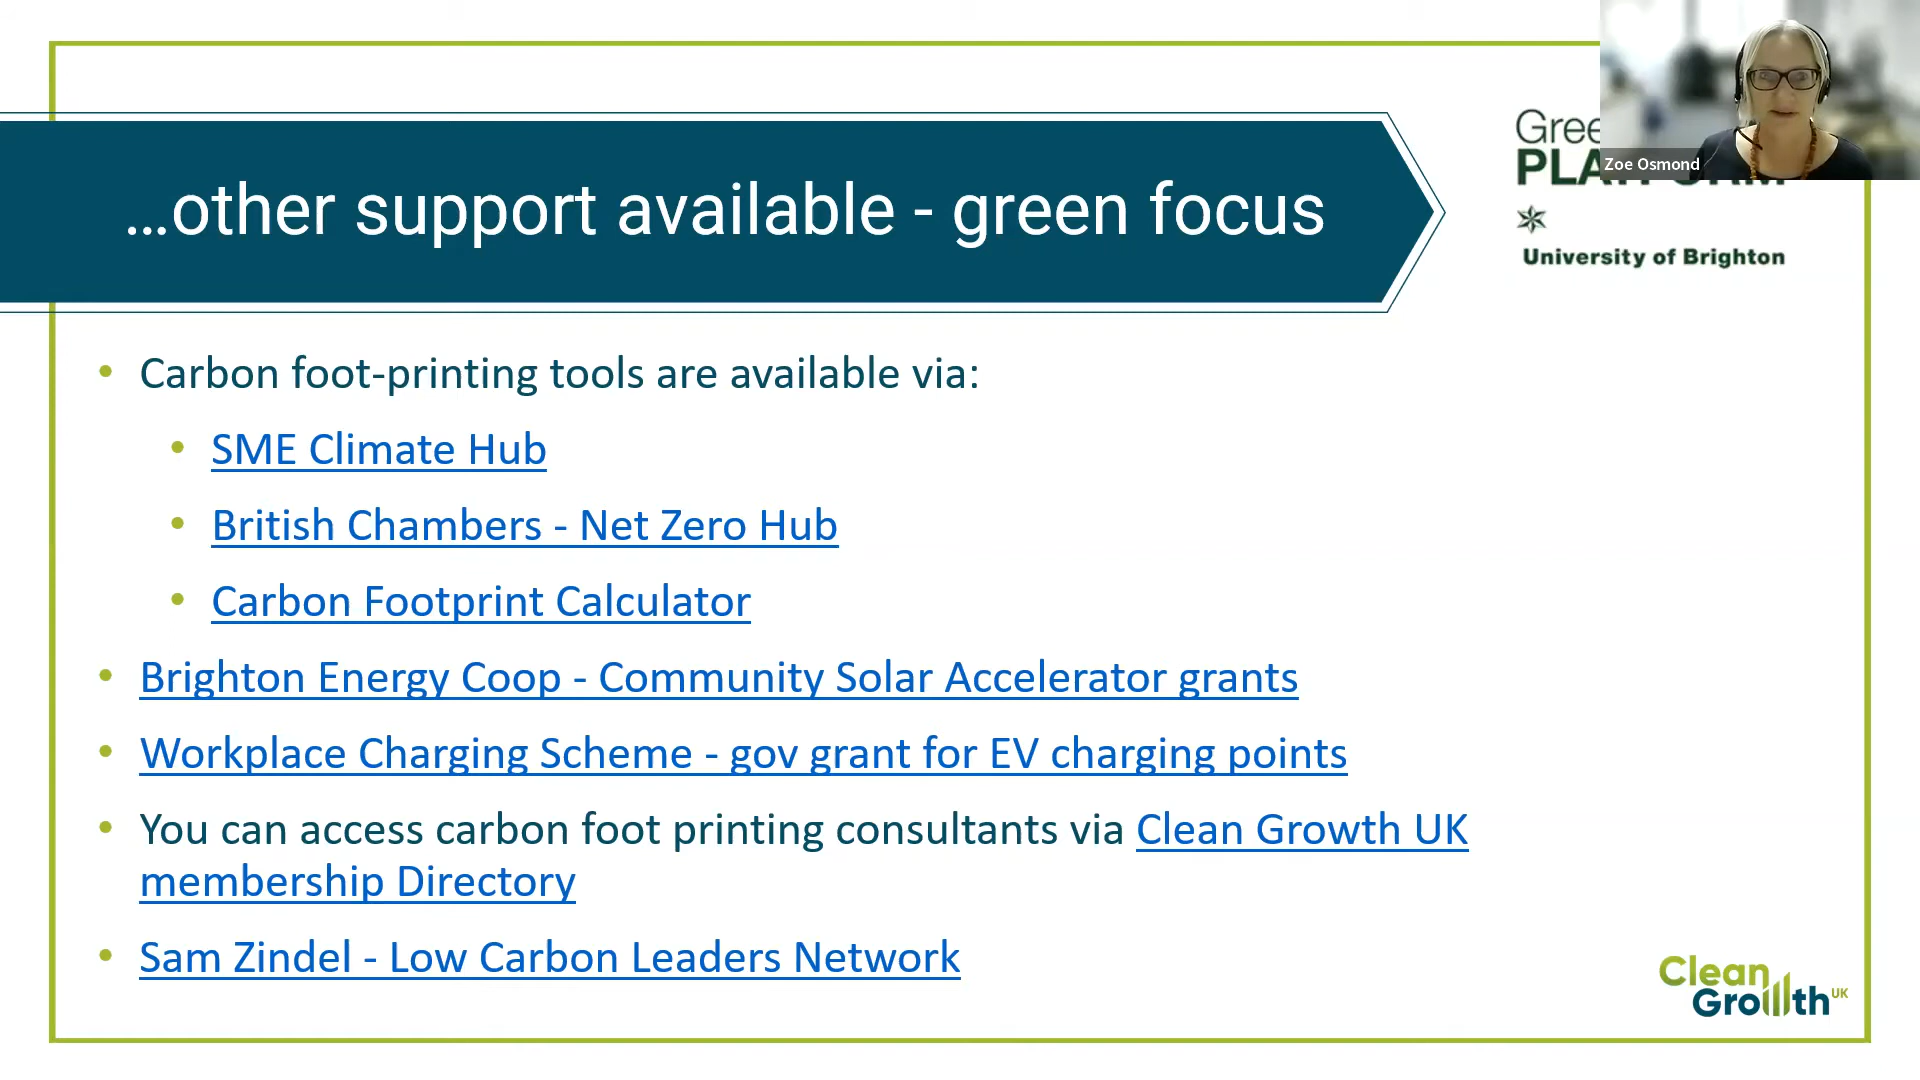 Zoe Osmond
Gree
PLATFORM
University of Brighton
...other support available - green focus
• Carbon foot-printing tools are available via:
• SME Climate Hub
• British Chambers - Net Zero Hub
• Carbon Footprint Calculator
• Brighton Energy Coop - Community Solar Accelerator grants
• Workplace Charging Scheme - gov grant for EV charging points
• You can access carbon foot printing consultants via Clean Growth UK
membership Directory
• Sam Zindel - Low Carbon Leaders Network
Clean
Growth UK